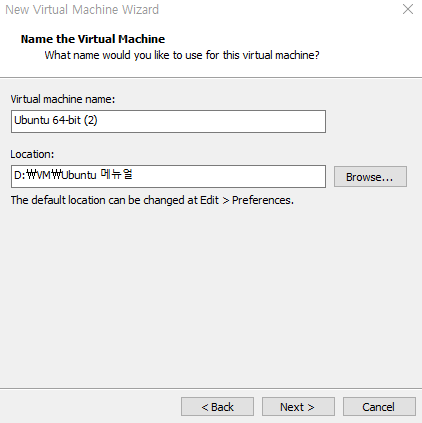 New Virtual Machine Wizard
Name the Virtual Machine
What name would you like to use for this virtual machine?
Virtual machine name:
Ubuntu 64-bit (2)
Location:
D:₩VM₩Ubuntu 메뉴얼
Browse...
The default location can be changed at Edit > Preferences.
< Back
Next >
Cancel